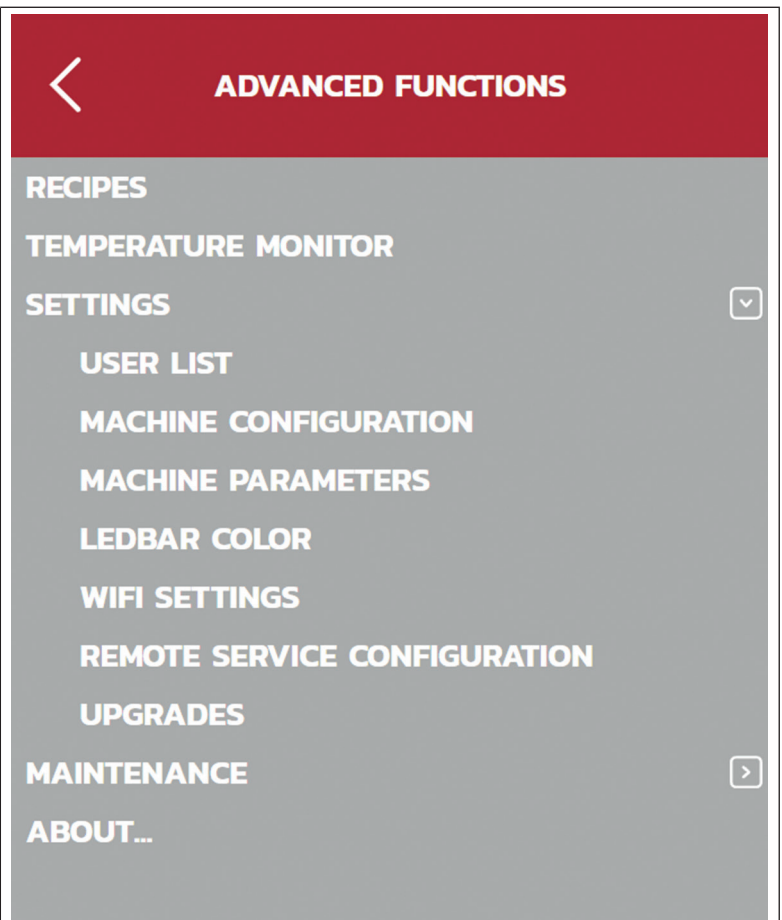 ADVANCED FUNCTIONS
RECIPES
TEMPERATURE MONITOR
SETTINGS
USER LIST
MACHINE CONFIGURATION
MACHINE PARAMETERS
LEDBAR COLOR
WIFI SETTINGS
REMOTE SERVICE CONFIGURATION
UPGRADES
MAINTENANCE
ABOUT...